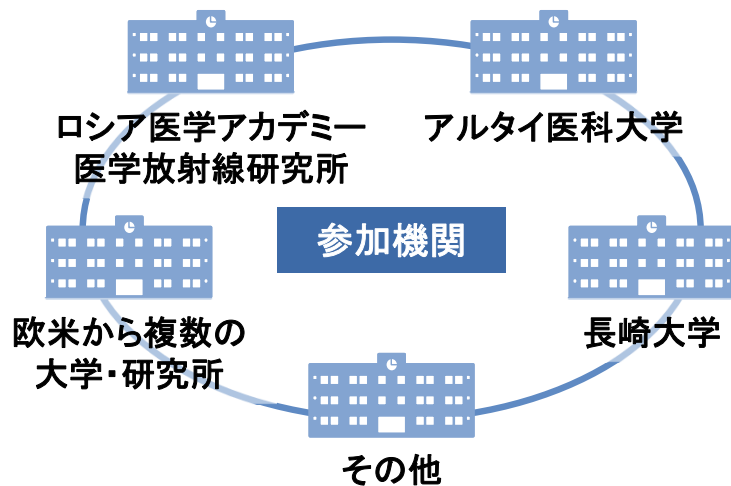 ロシア医学アカデミー
医学放射線研究所
アルタイ医科大学
参加機関
欧米から複数の
大学・研究所
長崎大学
その他